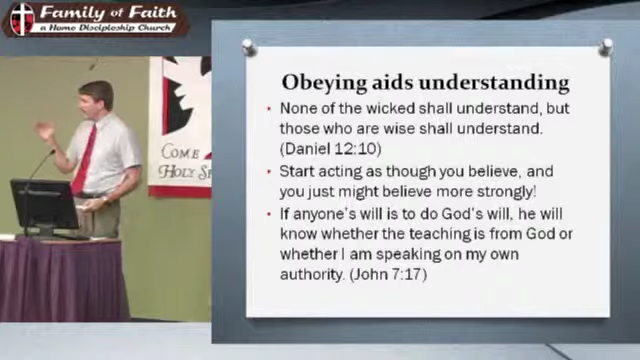 Family of Faith
a Home Discipleship Church
COME
HOLY
Obeying aids understanding
• None of the wicked shall understand, but
those who are wise shall understand.
(Daniel 12:10)
• Start acting as though you believe, and
you just might believe more strongly!
• If anyone's will is to do God's will, he will
know whether the teaching is from God or
whether I am speaking on my own
authority. (John 7:17)